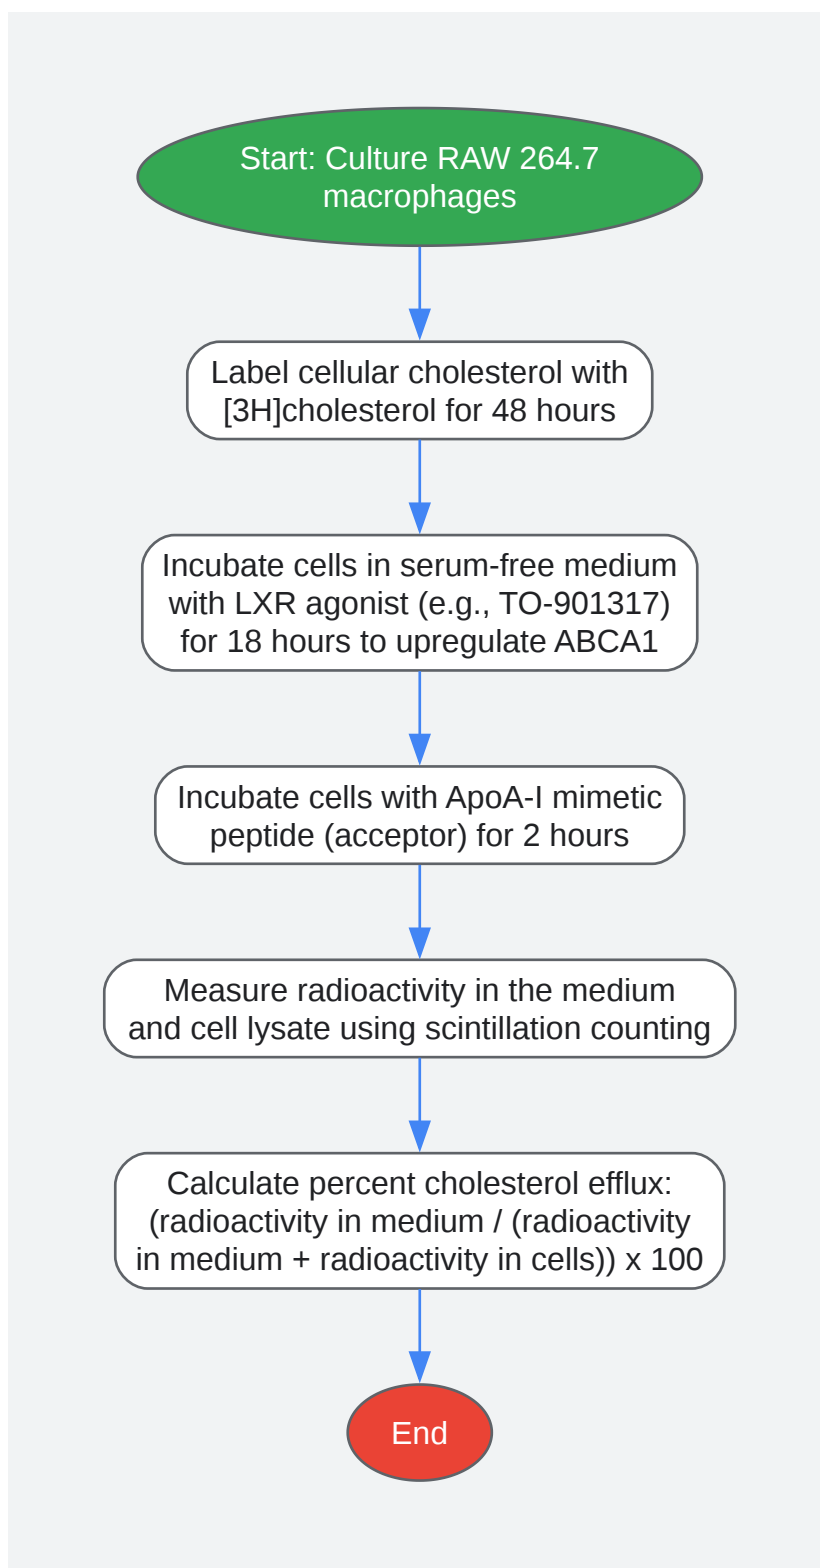 Start: Culture RAW 264.7
macrophages
Label cellular cholesterol with
[3H]cholesterol for 48 hours
Incubate cells in serum-free medium
with LXR agonist (e.g., TO-901317)
for 18 hours to upregulate ABCA1
Incubate cells with ApoA-I mimetic
peptide (acceptor) for 2 hours
Measure radioactivity in the medium
and cell lysate using scintillation counting
Calculate percent cholesterol efflux:
(radioactivity in medium / (radioactivity
in medium + radioactivity in cells)) x 100
End